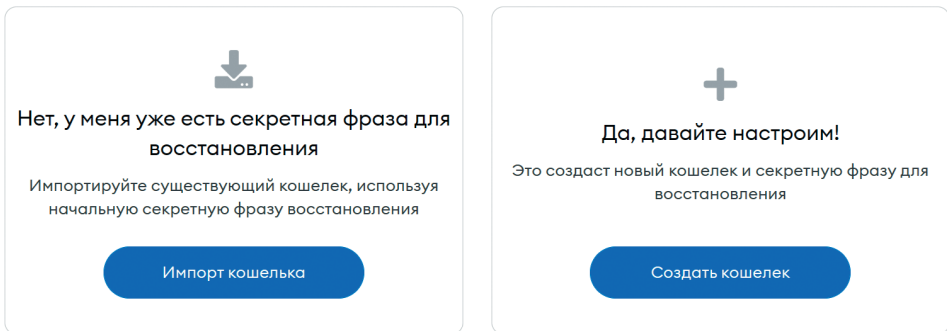 Нет, у меня уже есть секретная фраза для
восстановления
Импортируйте существующий кошелек, используя
начальную секретную фразу восстановления
Импорт кошелька
Да, давайте настроим!
Это создаст новый кошелек и секретную фразу для
восстановления
Создать кошелек